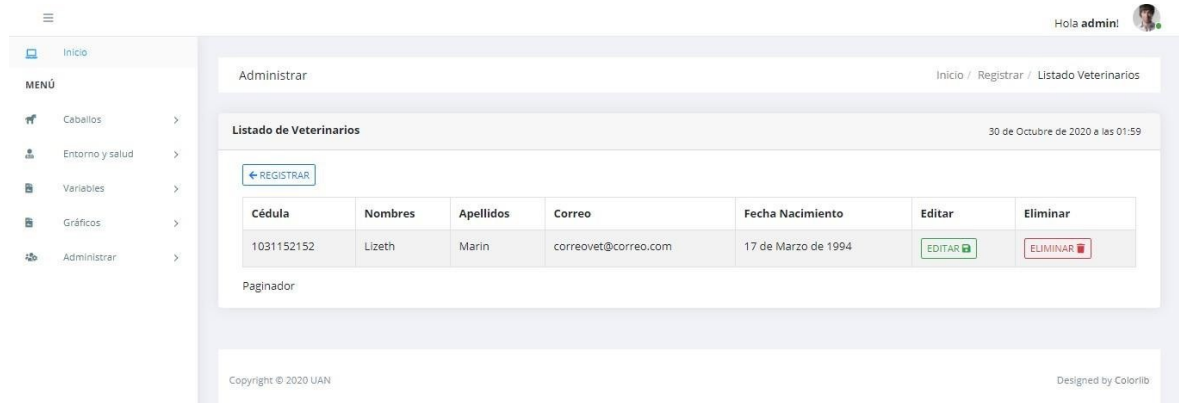 Hola admin!
Inicio
MENÚ
Caballos
Entorno y salud
Variables
Gráficos
Administrar
Administrar
Inicio / Registrar / Listado Veterinarios
Listado de Veterinarios
30 de Octubre de 2020 a las 01:59
REGISTRAR
Cédula Nombres Apellidos Correo Fecha Nacimiento Editar Eliminar
1031152152 Lizeth Marin correovet@correo.com 17 de Marzo de 1994 EDITAR ELIMINAR
Paginador
Copyright © 2020 UAN
Designed by Colorlib